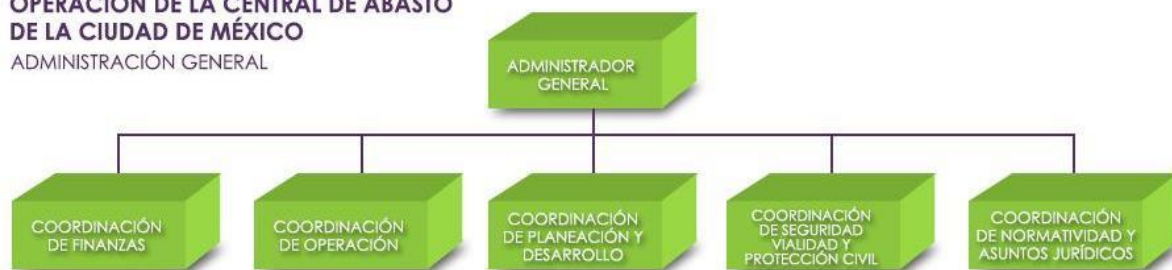 OPERACIÓN DE LA CENTRAL DE ABASTO
DE LA CIUDAD DE MÉXICO
ADMINISTRACIÓN GENERAL
ADMINISTRADOR
GENERAL
COORDINACIÓN
DE FINANZAS
COORDINACIÓN
DE OPERACIÓN
COORDINACIÓN
DE PLANEACIÓN Y
DESARROLLO
COORDINACIÓN
DE SEGURIDAD
VIALIDAD Y
PROTECCIÓN CIVIL
COORDINACIÓN
DE NORMATIVIDAD Y
ASUNTOS JURÍDICOS